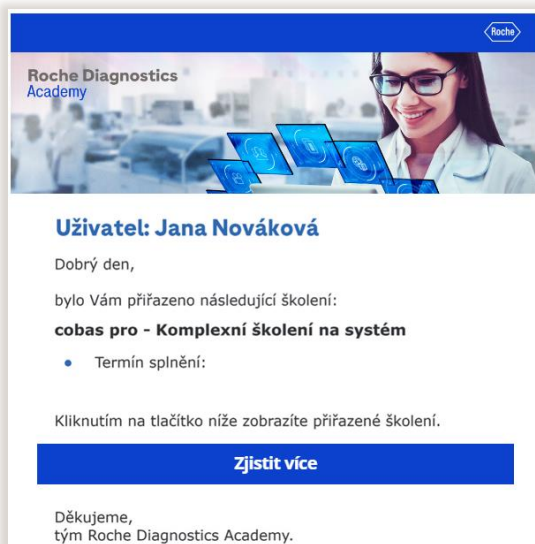 Roche
Roche Diagnostics
Academy
Uživatel: Jana Nováková
Dobrý den,
bylo Vám přiřazeno následující školení:
cobas pro - Komplexní školení na systém
• Termín splnění:
Kliknutím na tlačítko níže zobrazíte přiřazené školení.
Zjistit více
Děkujeme,
tým Roche Diagnostics Academy.